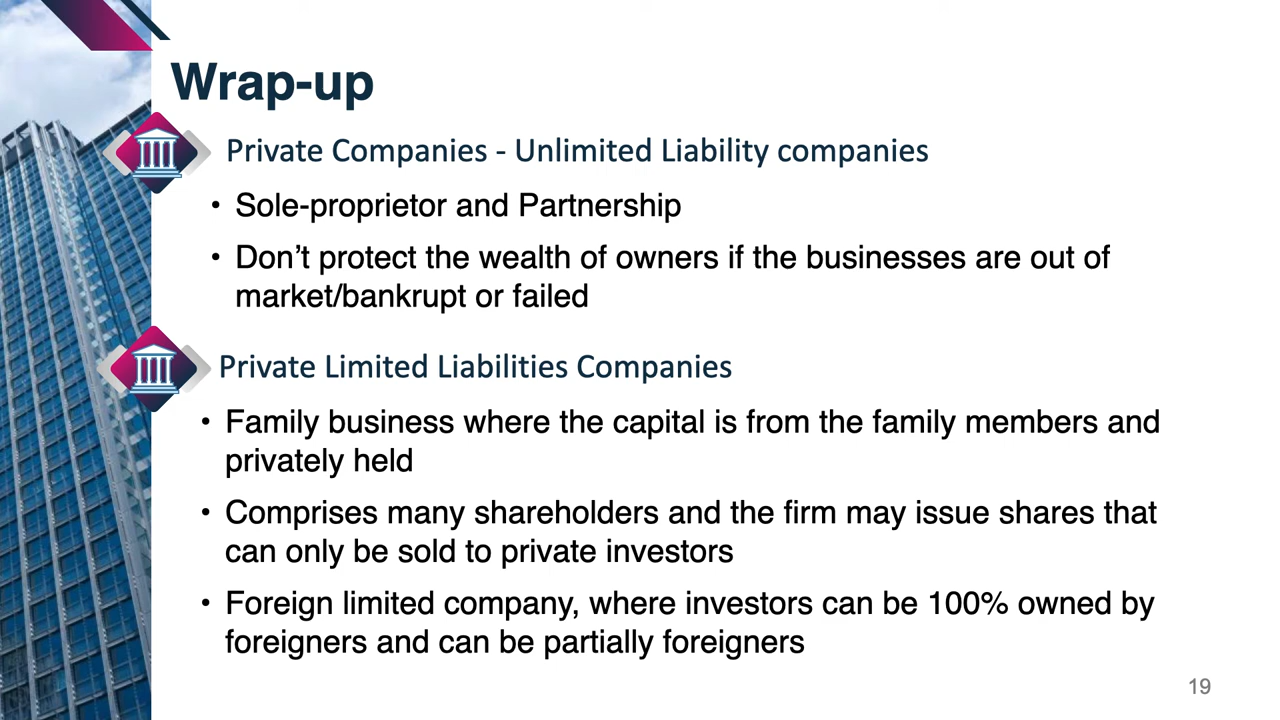 Wrap-up
Private Companies - Unlimited Liability companies
• Sole-proprietor and Partnership
• Don’t protect the wealth of owners if the businesses are out of
market/bankrupt or failed
Private Limited Liabilities Companies
• Family business where the capital is from the family members and
privately held
• Comprises many shareholders and the firm may issue shares that
can only be sold to private investors
• Foreign limited company, where investors can be 100% owned by
foreigners and can be partially foreigners
19